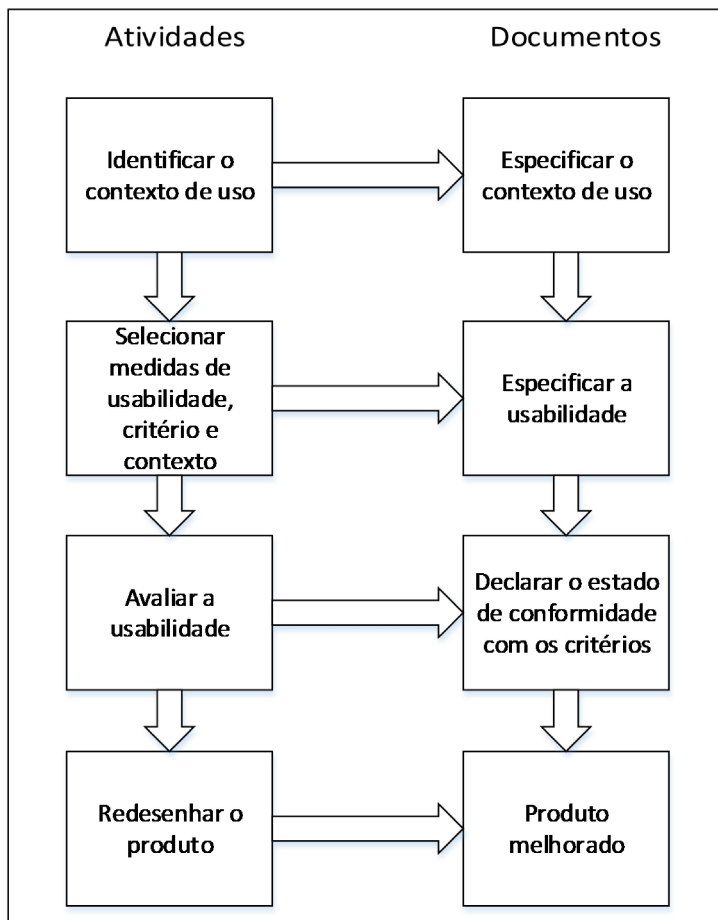 Atividades
Documentos
Identificar o
contexto de uso
Especificar o
contexto de uso
Selecionar
medidas de
usabilidade,
critério e
contexto
Especificar a
usabilidade
Avaliar a
usabilidade
Declarar o estado
de conformidade
com os critérios
Redesenhar o
produto
Produto
melhorado